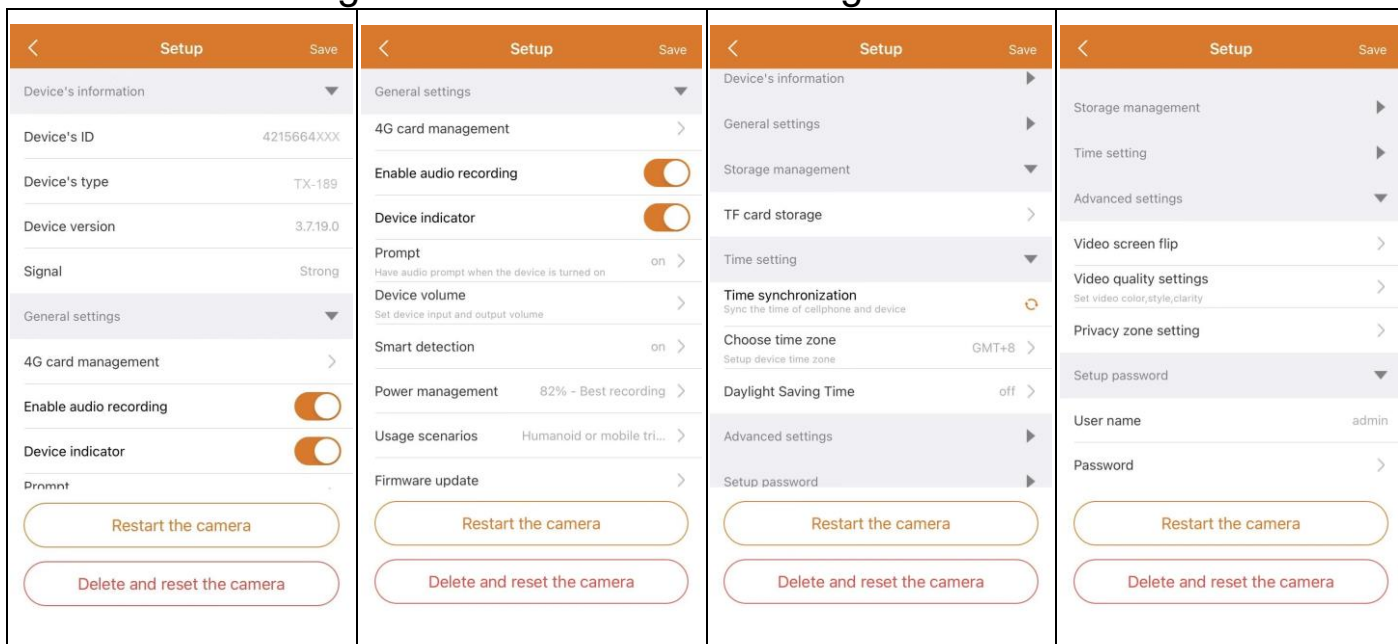 Setup
Save
Device's information
Device's ID
4215664XXX
Device's type
TX-189
Device version
3.7.19.0
Signal
Strong
General settings
4G card management
Enable audio recording
Device indicator
Prompt
Restart the camera
Delete and reset the camera
Setup
Save
General settings
4G card management
Enable audio recording
Device indicator
Prompt
on
Have audio prompt when the device is turned on
Device volume
Set device input and output volume
Smart detection
on
Power management
82% - Best recording
Usage scenarios
Humanoid or mobile tri...
Firmware update
Restart the camera
Delete and reset the camera
Setup
Save
Device's information
General settings
Storage management
TF card storage
Time setting
Time synchronization
Sync the time of cellphone and device
Choose time zone
GMT+8
Setup device time zone
Daylight Saving Time
off
Advanced settings
Setup password
Restart the camera
Delete and reset the camera
Setup
Save
Storage management
Time setting
Advanced settings
Video screen flip
Video quality settings
Set video color,style,clarity
Privacy zone setting
Setup password
User name
admin
Password
Restart the camera
Delete and reset the camera